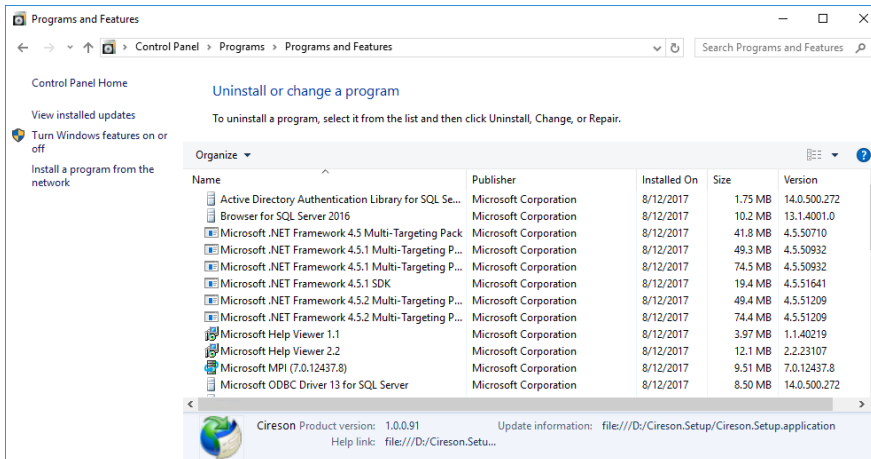 Programs and Features
Control Panel > Programs > Programs and Features
Search Programs and Features
Control Panel Home
View installed updates
Turn Windows features on or
off
Install a program from the
network
Uninstall or change a program
To uninstall a program, select it from the list and then click Uninstall, Change, or Repair.
Organize
Name Publisher Installed On Size Version
Active Directory Authentication Library for SQL Se... Microsoft Corporation 8/12/2017 1.75 MB 14.0.500.272
Browser for SQL Server 2016 Microsoft Corporation 8/12/2017 10.2 MB 13.1.4001.0
Microsoft .NET Framework 4.5 Multi-Targeting Pack Microsoft Corporation 8/12/2017 41.8 MB 4.5.50710
Microsoft .NET Framework 4.5.1 Multi-Targeting P... Microsoft Corporation 8/12/2017 49.3 MB 4.5.50932
Microsoft .NET Framework 4.5.1 Multi-Targeting P... Microsoft Corporation 8/12/2017 74.5 MB 4.5.50932
Microsoft .NET Framework 4.5.1 SDK Microsoft Corporation 8/12/2017 19.4 MB 4.5.51641
Microsoft .NET Framework 4.5.2 Multi-Targeting P... Microsoft Corporation 8/12/2017 49.4 MB 4.5.51209
Microsoft .NET Framework 4.5.2 Multi-Targeting P... Microsoft Corporation 8/12/2017 74.4 MB 4.5.51209
Microsoft Help Viewer 1.1 Microsoft Corporation 8/12/2017 3.97 MB 1.1.40219
Microsoft Help Viewer 2.2 Microsoft Corporation 8/12/2017 12.1 MB 2.2.23107
Microsoft MPI (7.0.12437.8) Microsoft Corporation 8/12/2017 9.51 MB 7.0.12437.8
Microsoft ODBC Driver 13 for SQL Server Microsoft Corporation 8/12/2017 8.50 MB 14.0.500.272
Cireson Product version: 1.0.0.91 Update information: file:///D:/Cireson.Setup/Cireson.Setup.application
Help link: file:///D:/Cireson.Setu...